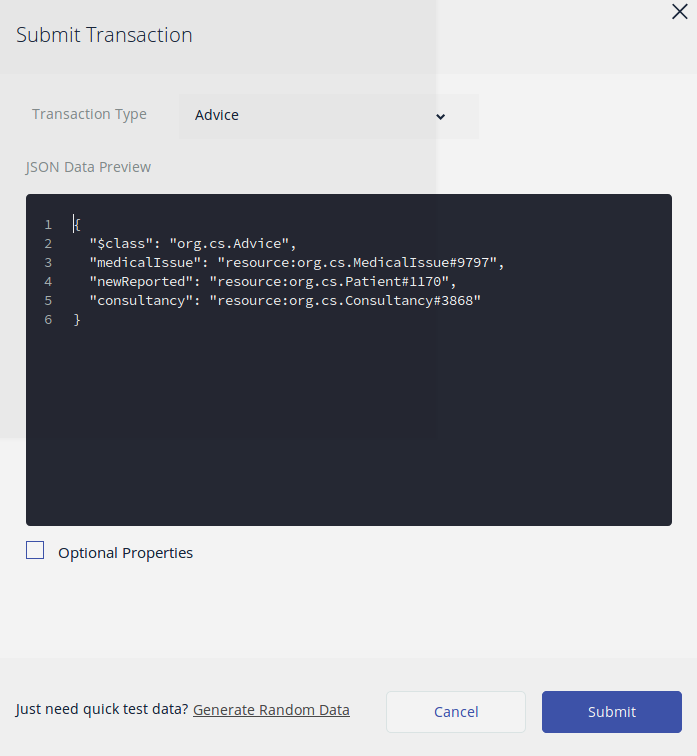 Submit Transaction
Transaction Type Advice
JSON Data Preview
1 {
2 "$class": "org.cs.Advice",
3 "medicalIssue": "resource:org.cs.MedicalIssue#9797",
4 "newReported": "resource:org.cs.Patient#1170",
5 "consultancy": "resource:org.cs.Consultancy#3868"
6 }
Optional Properties
Just need quick test data? Generate Random Data Cancel Submit